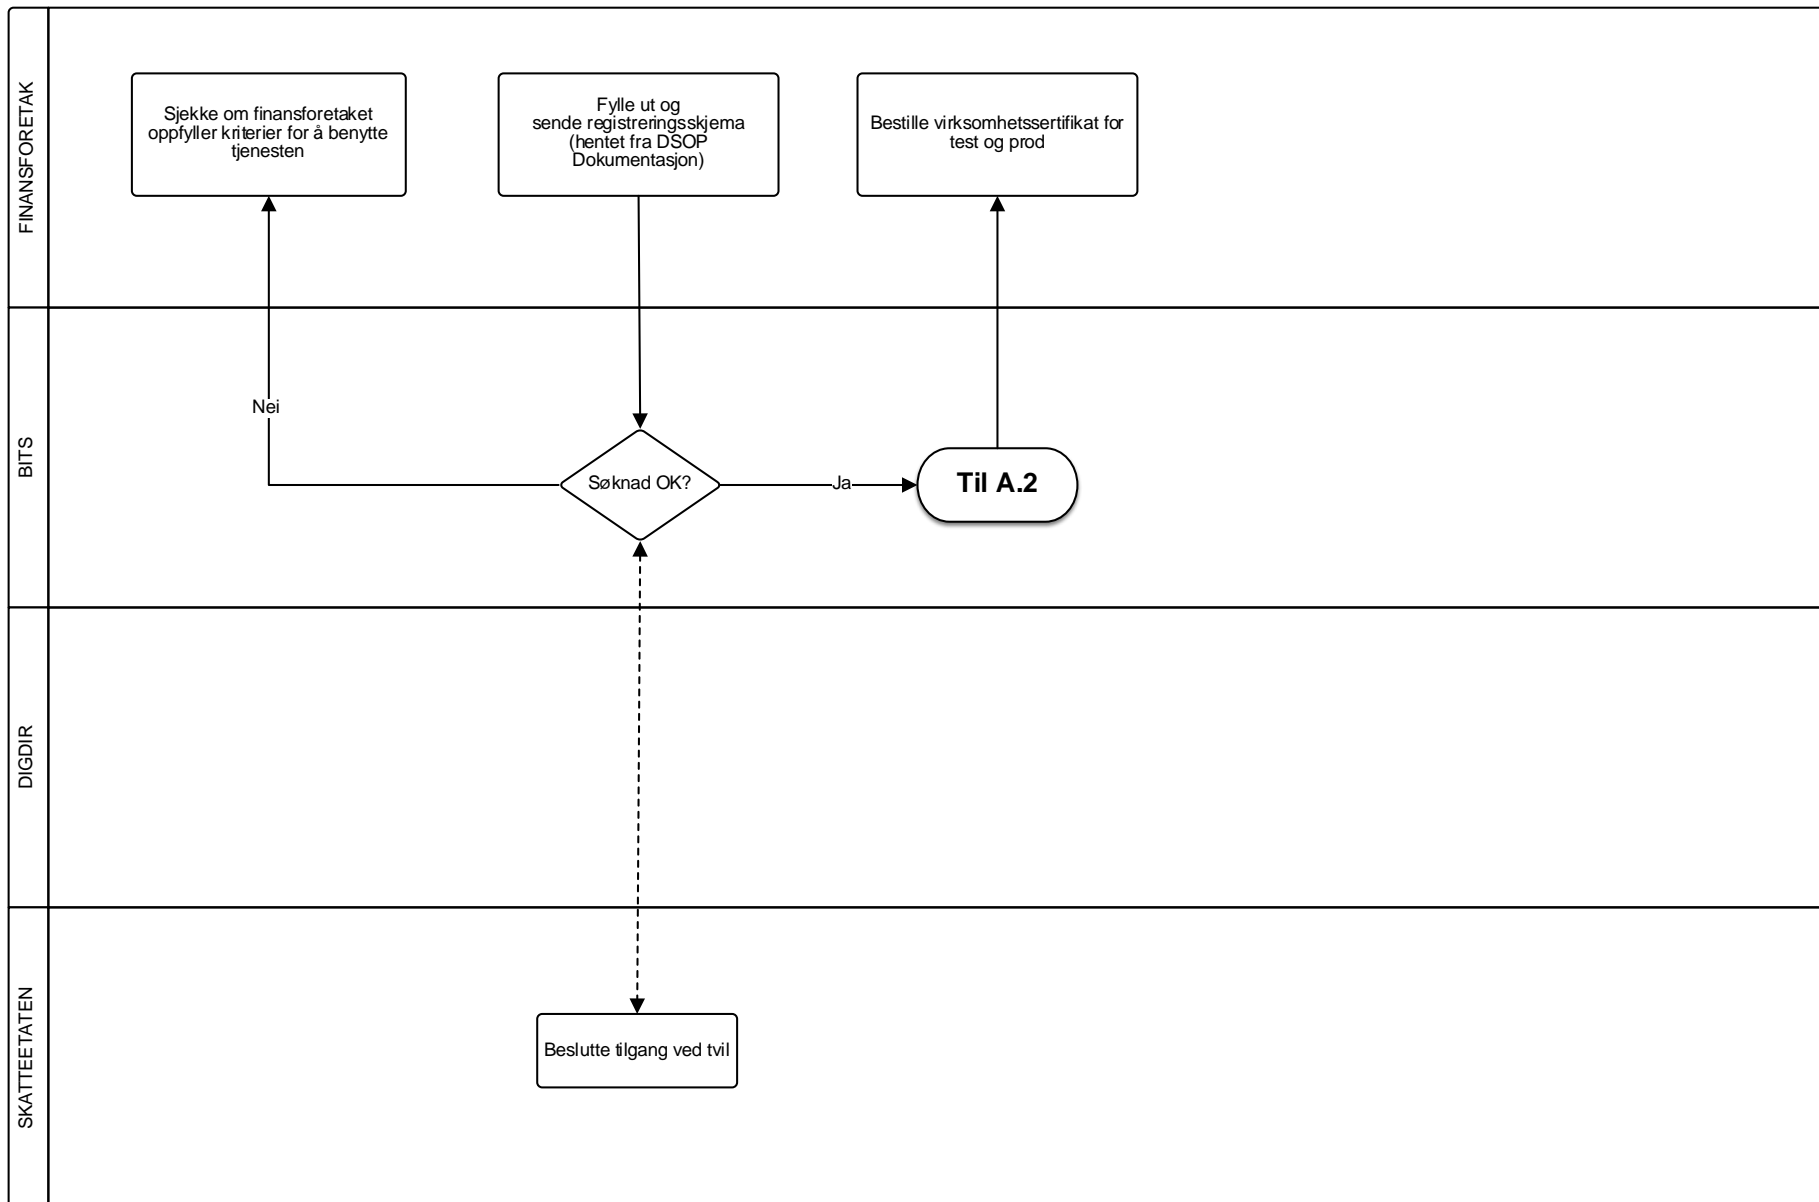 FINANSFORETAK
Sjekke om finansforetaket
oppfyller kriterier for å benytte
tjenesten
Fylle ut og
sende registreringsskjema
(hentet fra DSOP
Dokumentasjon)
Bestille virksomhetssertifikat for
test og prod
BITS
Nei
Søknad OK?
Ja
Til A.2
DIGDIR
SKATTEETATEN
Beslutte tilgang ved tvil